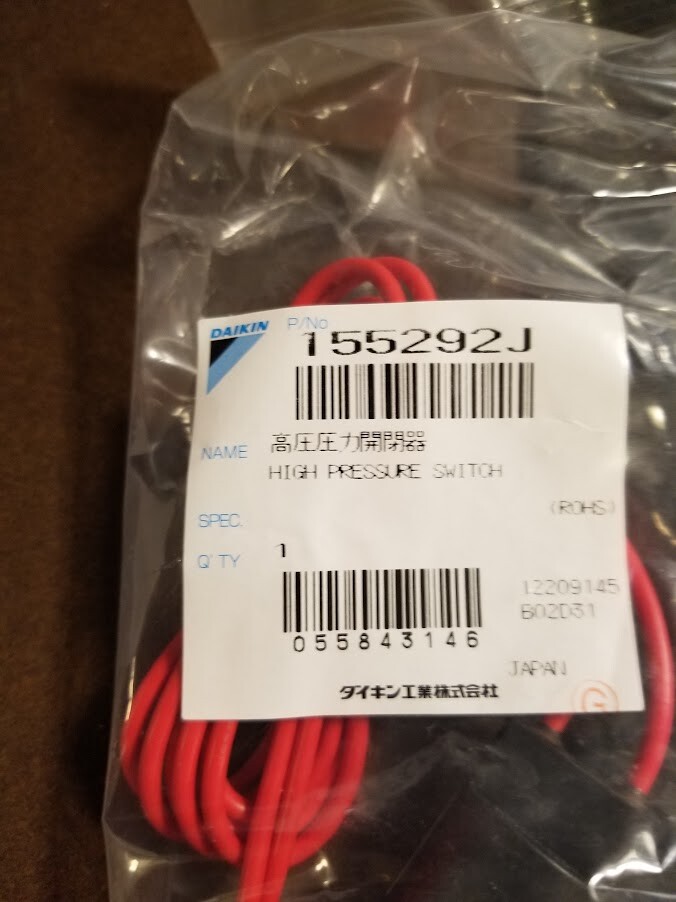 DAIKIN
P/No
155292J
NAME 高圧圧力開閉器
HIGH PRESSURE SWITCH
SPEC.
(ROHS)
Q'TY 1
12209145
B02D31
055843146
JAPAN
ダイキン工業株式会社
G